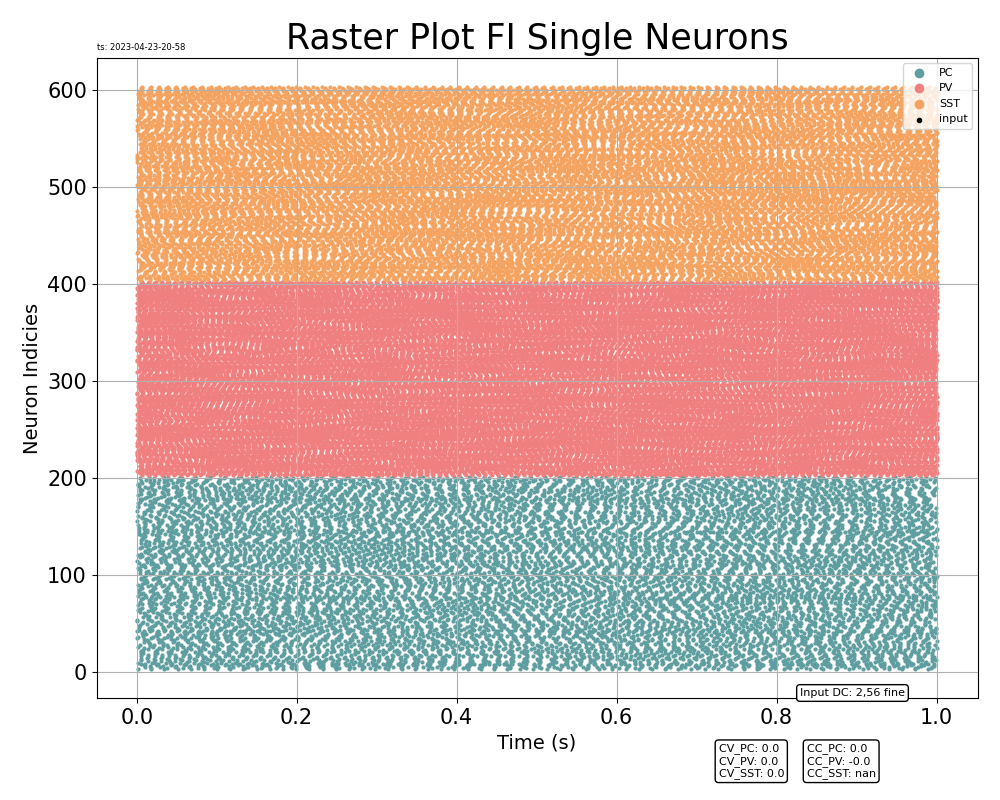 Raster Plot FI Single Neurons
ts: 2023-04-23-20-58
PC
PV
SST
input
600
500
400
300
200
100
0
Neuron Indicies
Input DC: 2,56 fine
0.0 0.2 0.4 0.6 0.8 1.0
Time (s)
CV_PC: 0.0
CV_PV: 0.0
CV_SST: 0.0
CC_PC: 0.0
CC_PV: -0.0
CC_SST: nan